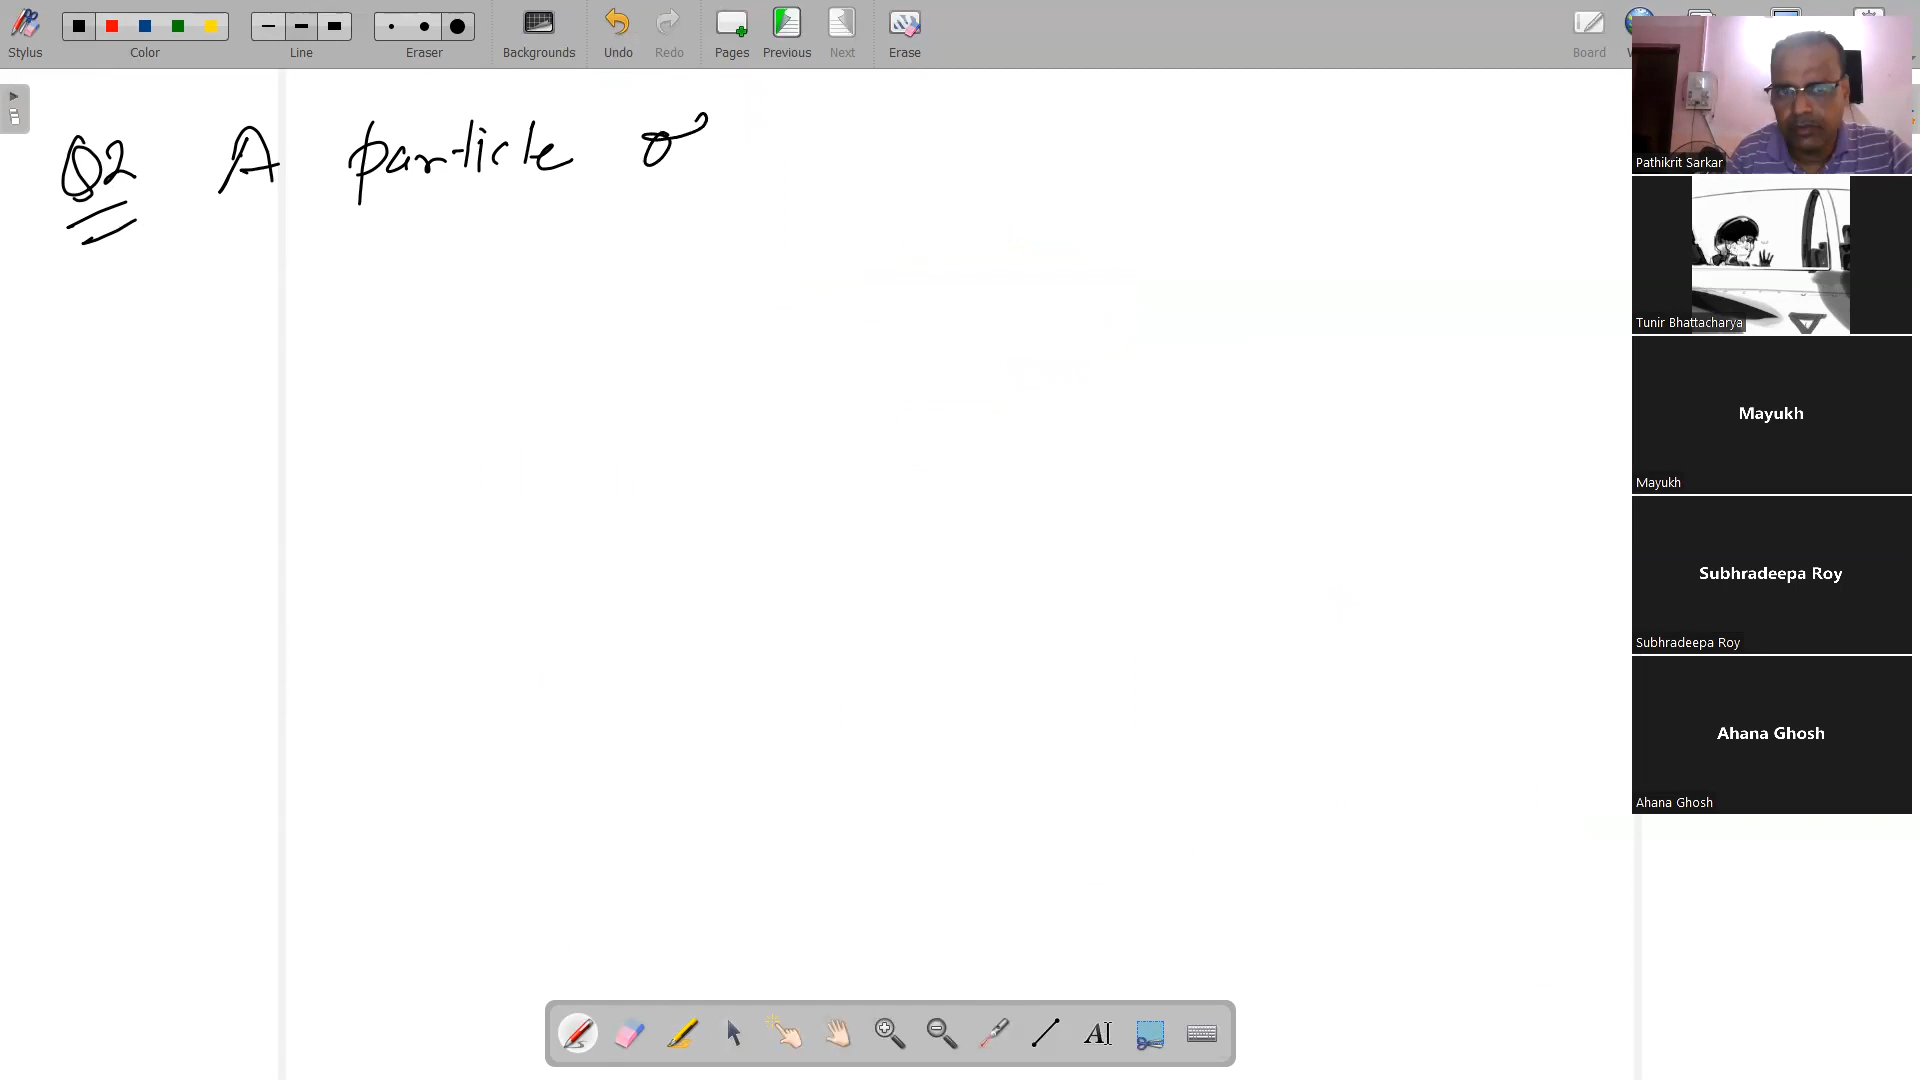 Stylus
Color
Line
Eraser
Backgrounds
Undo
Redo
Pages
Previous
Next
Erase
Board
Q2 A particle
Pathikrit Sarkar
Tunir Bhattacharya
Mayukh
Mayukh
Subhradeepa Roy
Subhradeepa Roy
Ahana Ghosh
Ahana Ghosh